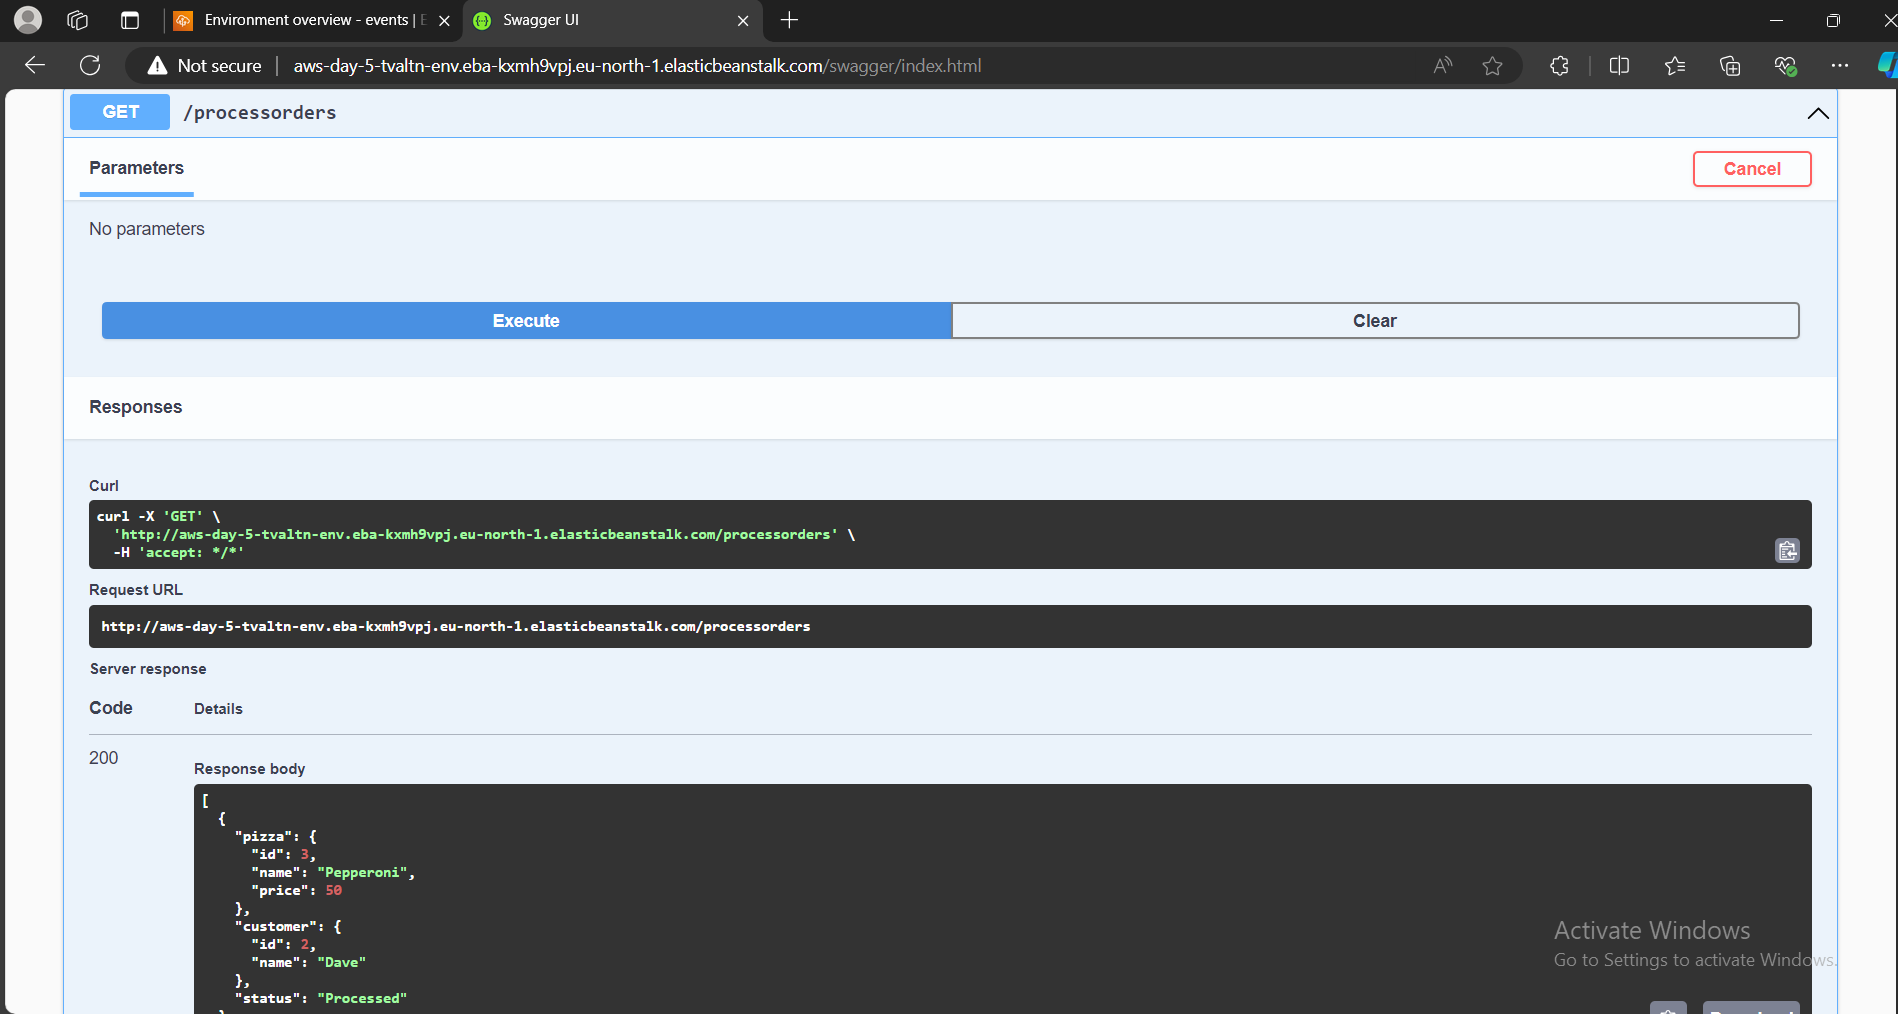 Environment overview - events | E
Swagger UI
Not secure
aws-day-5-tvaltn-env.eba-kxmh9vpj.eu-north-1.elasticbeanstalk.com/swagger/index.html
GET /processorders
Parameters
Cancel
No parameters
Execute
Clear
Responses
Curl
curl -X 'GET' \
'http://aws-day-5-tvaltn-env.eba-kxmh9vpj.eu-north-1.elasticbeanstalk.com/processorders' \
-H 'accept: */*'
Request URL
http://aws-day-5-tvaltn-env.eba-kxmh9vpj.eu-north-1.elasticbeanstalk.com/processorders
Server response
Code Details
200
Response body
[
{
"pizza": {
"id": 3,
"name": "Pepperoni",
"price": 50
},
"customer": {
"id": 2,
"name": "Dave"
},
"status": "Processed"
Activate Windows
Go to Settings to activate Windows.